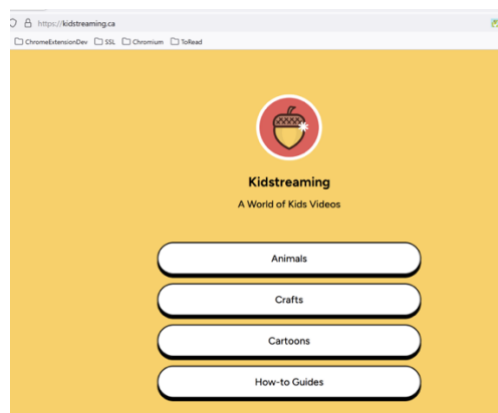 https://kidstreaming.ca
ChromeExtensionDev SSL Chromium ToRead
Kidstreaming
A World of Kids Videos
Animals
Crafts
Cartoons
How-to Guides